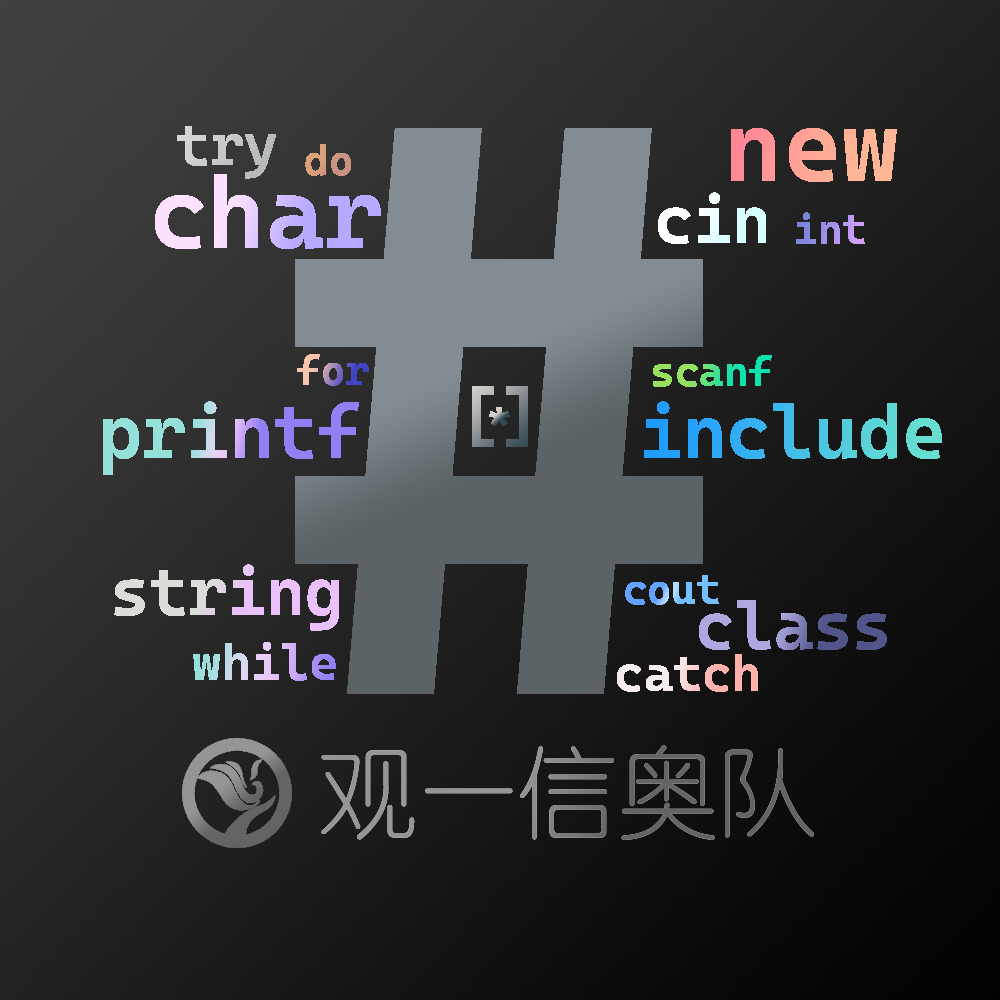 try do
char
new
cin int
#
for
printf
[*]
scanf
include
string
while
cout
class
catch
观一信奥队